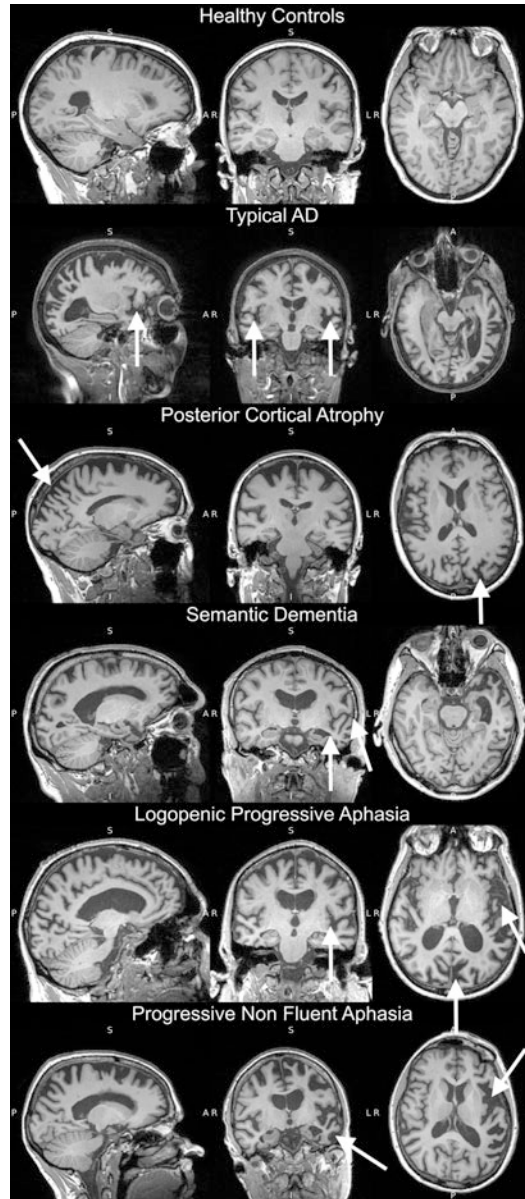 Healthy Controls
S S A
P A R L R
Typical AD
S S A
P A R L R
P
Posterior Cortical Atrophy
S S A
P A R L R
I
Semantic Dementia
S S
P A R L R
Logopenic Progressive Aphasia
S S A
P A R L R
Progressive Non Fluent Aphasia
S S
P A R L R